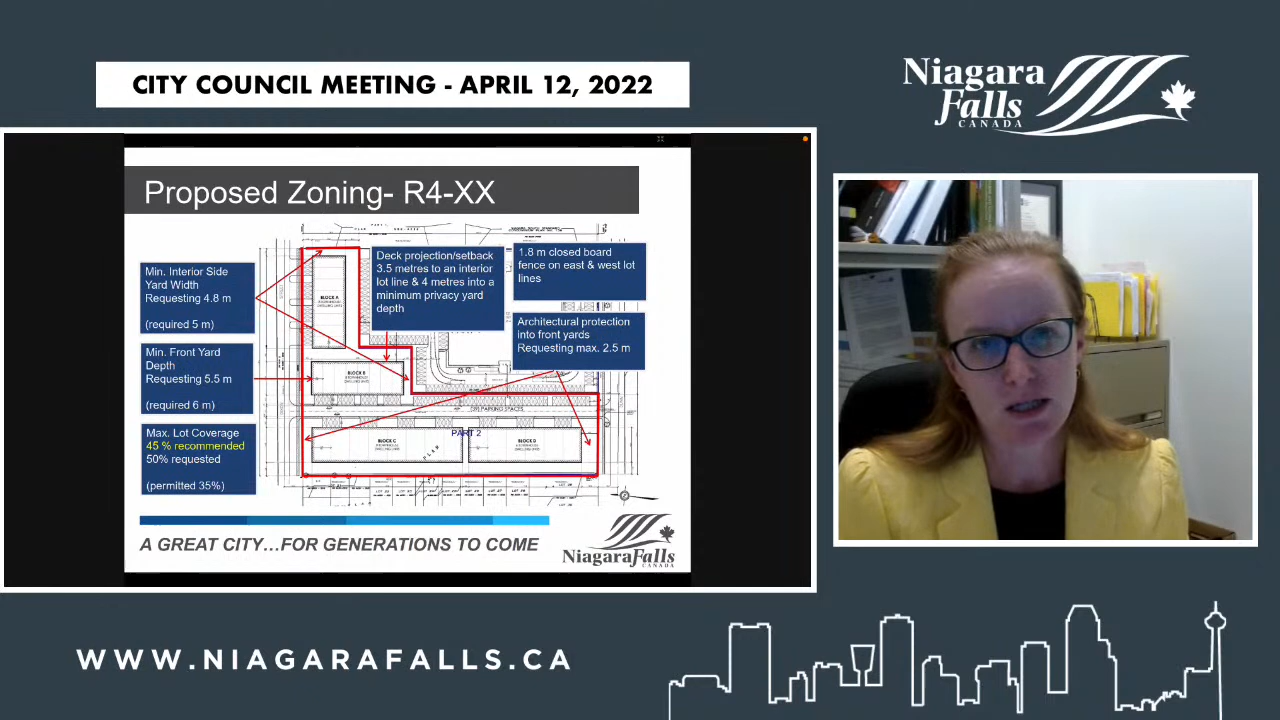 CITY COUNCIL MEETING - APRIL 12, 2022
Niagara
Falls
CANADA
Proposed Zoning- R4-XX
Min. Interior Side
Yard Width
Requesting 4.8 m
(required 5 m)
Min. Front Yard
Depth
Requesting 5.5 m
(required 6 m)
Max. Lot Coverage
45 % recommended
50% requested
(permitted 35%)
Deck projection/setback
3.5 metres to an interior
lot line & 4 metres into a
minimum privacy yard
depth
1.8 m closed board
fence on east & west lot
lines
Architectural protection
into front yards
Requesting max. 2.5 m
BLOCK A
BLOCK B
PARKING SPACES
BLOCK C
PART 2
BLOCK D
PLAN
A GREAT CITY...FOR GENERATIONS TO COME
NiagaraFalls
CANADA
WWW.NIAGARAFALLS.CA